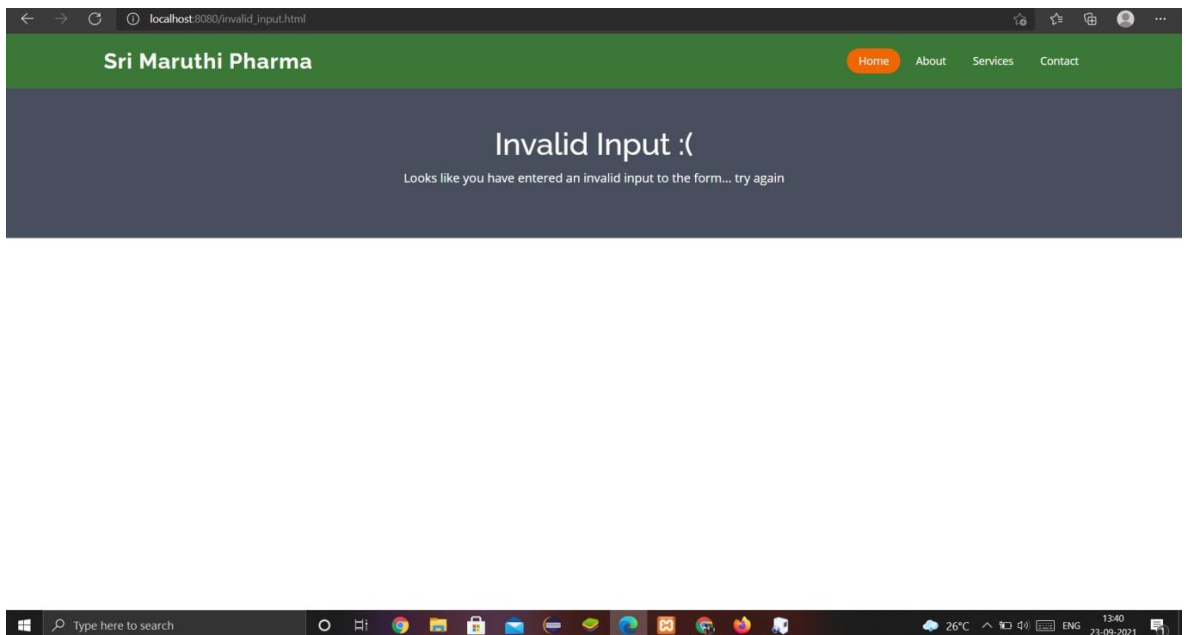 localhost:8080/invalid_input.html
Sri Maruthi Pharma
Home About Services Contact
Invalid Input :(
Looks like you have entered an invalid input to the form... try again
Type here to search
26°C ENG
13:40
23-09-2021